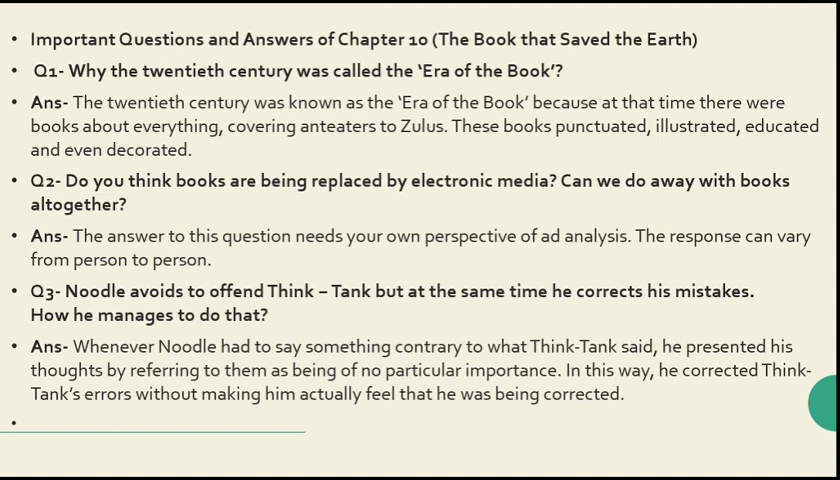 • Important Questions and Answers of Chapter 10 (The Book that Saved the Earth)
• Q1- Why the twentieth century was called the ‘Era of the Book’?
• Ans- The twentieth century was known as the ‘Era of the Book’ because at that time there were
books about everything, covering anteaters to Zulus. These books punctuated, illustrated, educated
and even decorated.
• Q2- Do you think books are being replaced by electronic media? Can we do away with books
altogether?
• Ans- The answer to this question needs your own perspective of ad analysis. The response can vary
from person to person.
• Q3- Noodle avoids to offend Think – Tank but at the same time he corrects his mistakes.
How he manages to do that?
• Ans- Whenever Noodle had to say something contrary to what Think-Tank said, he presented his
thoughts by referring to them as being of no particular importance. In this way, he corrected Think-
Tank’s errors without making him actually feel that he was being corrected.
•